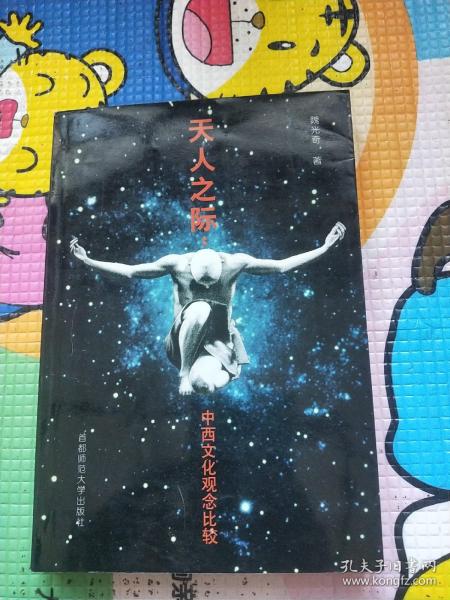 魏光奇 著
天人之际：
中西文化观念比较
首都师范大学出版社
孔夫子旧书网
www.kongfz.com